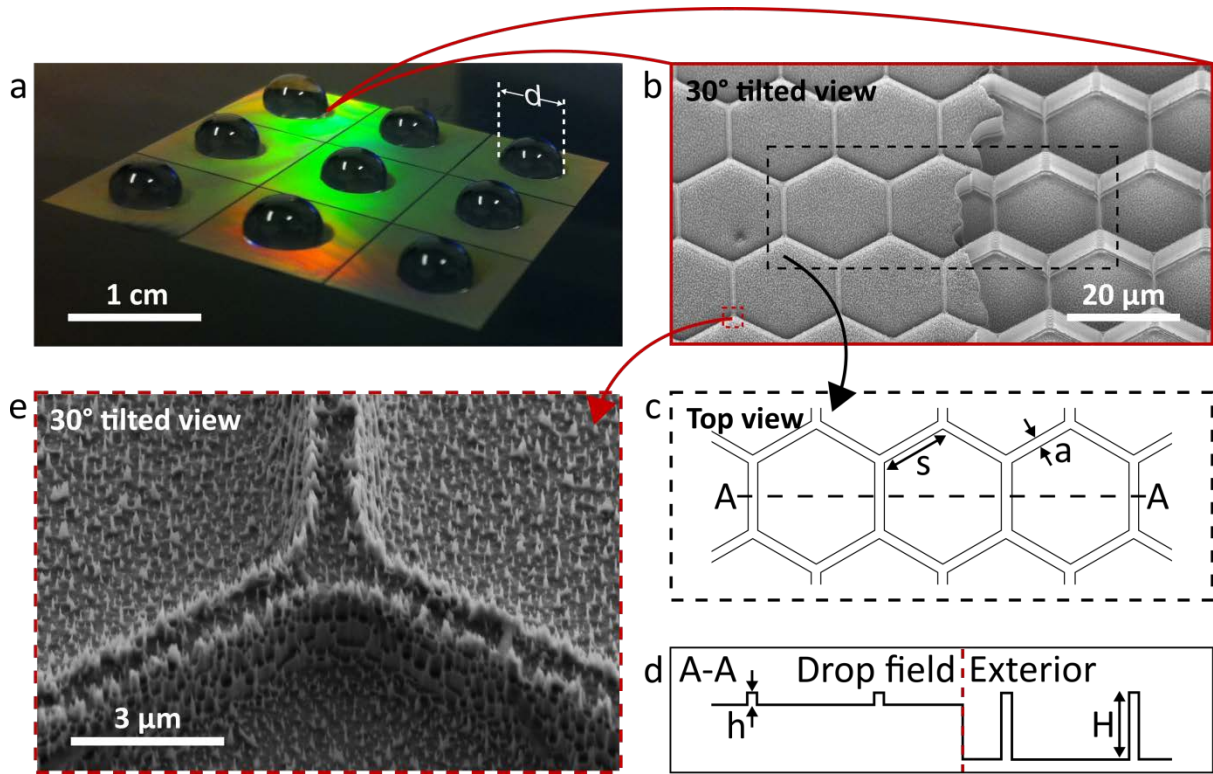 a
d
1 cm
b
30° tilted view
20 µm
e
30° tilted view
3 µm
c
Top view
s
a
A
A
d
A-A
Drop field
Exterior
h
H